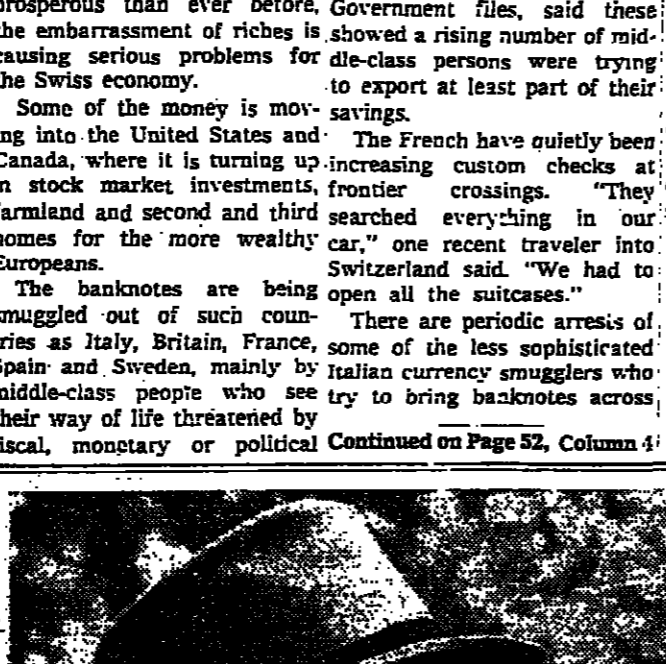 prosperous than ever before,
the embarrassment of riches is
causing serious problems for
the Swiss economy.
Some of the money is mov-
ing into the United States and
Canada, where it is turning up
in stock market investments,
farmland and second and third
homes for the more wealthy
Europeans.
The banknotes are being
smuggled out of such coun-
tries as Italy, Britain, France,
Spain and Sweden, mainly by
middle-class people who see
their way of life threatened by
fiscal, monetary or political
Government files, said these
showed a rising number of mid-
dle-class persons were trying
to export at least part of their
savings.
The French have quietly been
increasing custom checks at
frontier crossings. "They
searched everything in our
car," one recent traveler into
Switzerland said. "We had to
open all the suitcases."
There are periodic arrests of
some of the less sophisticated
Italian currency smugglers who
try to bring banknotes across
Continued on Page 52, Column 4